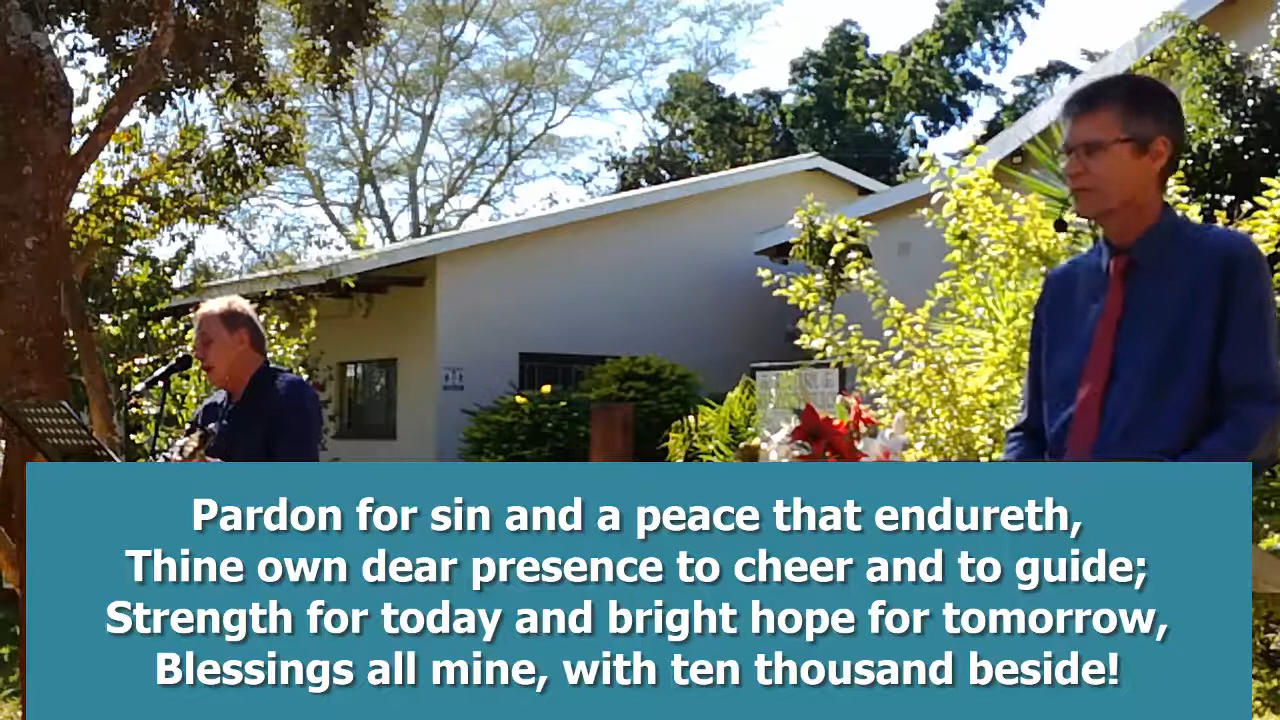 Pardon for sin and a peace that endureth,
Thine own dear presence to cheer and to guide;
Strength for today and bright hope for tomorrow,
Blessings all mine, with ten thousand beside!